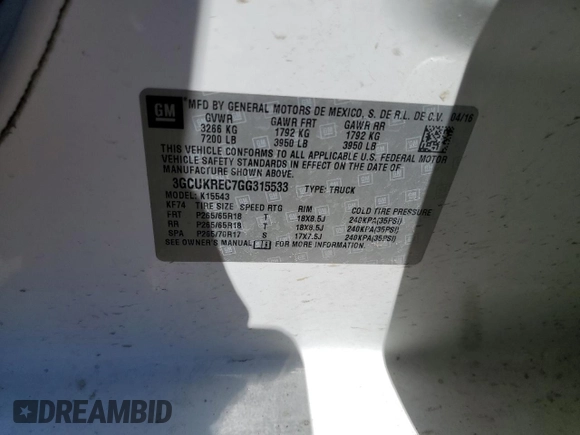 GM
MFD BY GENERAL MOTORS DE MEXICO, S. DE R.L. DE C.V. 04/16
GVWR GAWR FRT GAWR RR
3266 KG 1792 KG 1792 KG
7200 LB 3950 LB 3950 LB
THIS VEHICLE CONFORMS TO ALL APPLICABLE U.S. FEDERAL MOTOR
VEHICLE SAFETY STANDARDS IN EFFECT ON THE DATE OF
MANUFACTURE SHOWN ABOVE.
3GCUKREC7GG315533 TYPE: TRUCK
MODEL: K15543
KF74 TIRE SIZE SPEED RTG RIM COLD TIRE PRESSURE
FRT P265/65R18 T 18X8.5J 240KPA(35PSI)
RR P265/65R18 T 18X8.5J 240KPA(35PSI)
SPA P265/70R17 S 17X7.5J 240KPA(35PSI)
SEE OWNER'S MANUAL
DREAMBID